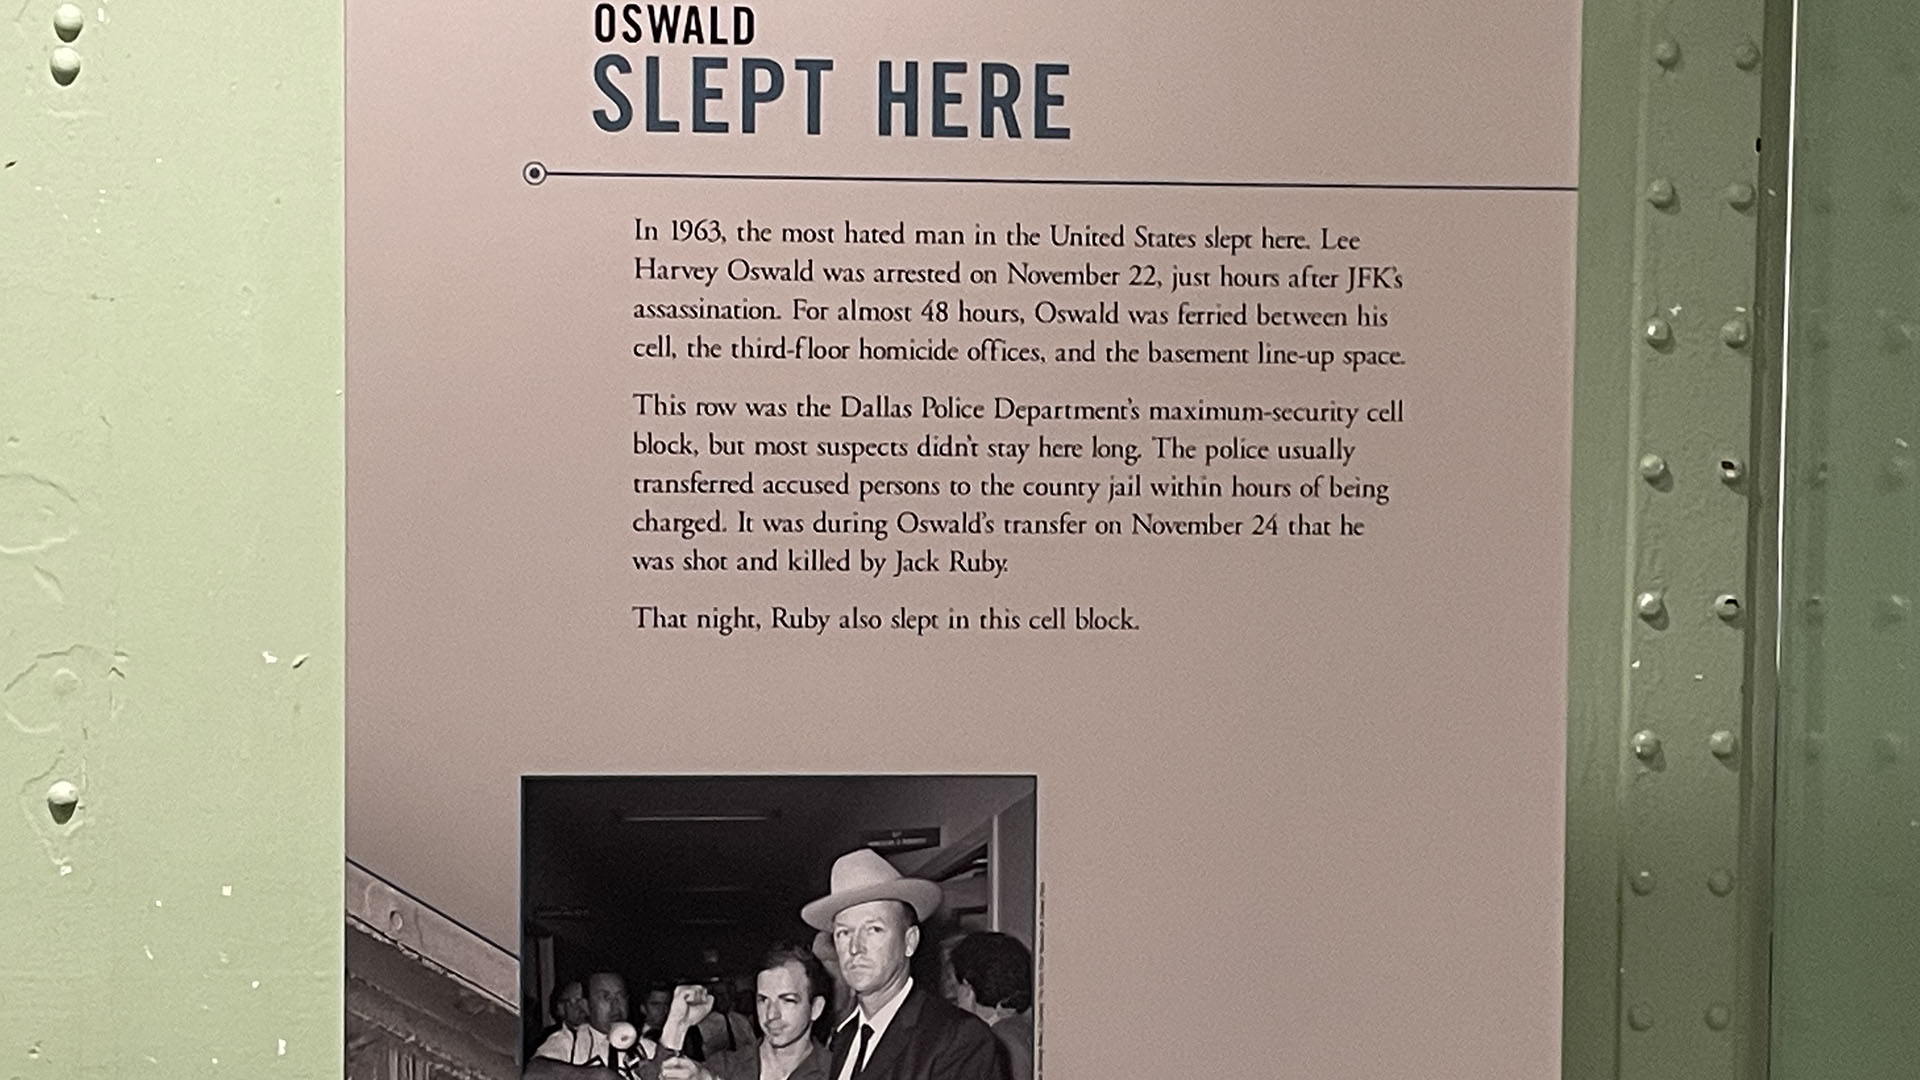 OSWALD
SLEPT HERE
In 1963, the most hated man in the United States slept here. Lee
Harvey Oswald was arrested on November 22, just hours after JFK's
assassination. For almost 48 hours, Oswald was ferried between his
cell, the third-floor homicide offices, and the basement line-up space.
This row was the Dallas Police Department's maximum-security cell
block, but most suspects didn't stay here long. The police usually
transferred accused persons to the county jail within hours of being
charged. It was during Oswald's transfer on November 24 that he
was shot and killed by Jack Ruby.
That night, Ruby also slept in this cell block.